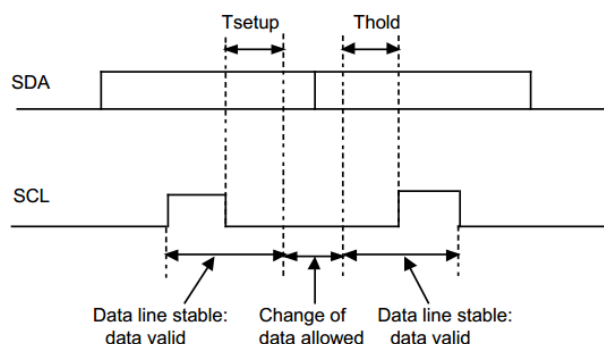 Tsetup Thold
SDA
SCL
Data line stable: Change of Data line stable:
data valid data allowed data valid